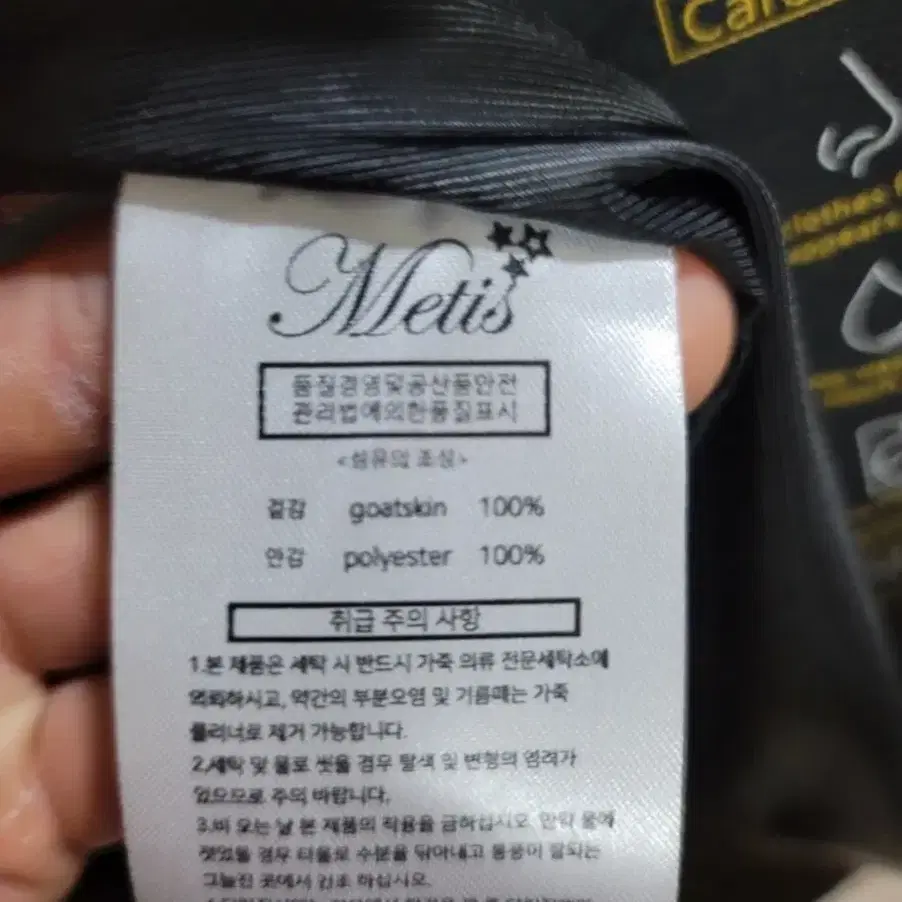 Metis
품질경영및공산품안전
관리법에의한품질표시
<섬유의 조성>
겉감 goatskin 100%
안감 polyester 100%
취급 주의 사항
1.본 제품은 세탁 시 반드시 가죽 의류 전문세탁소에
의뢰하시고, 약간의 부분오염 및 기름때는 가죽
클리너로 제거 가능합니다.
2.세탁 및 물로 씻을 경우 탈색 및 변형의 염려가
있으므로 주의 바랍니다.
3.비 오는 날 본 제품의 착용을 금하십시오. 만약 물에
젖었을 경우 타올로 수분을 닦아내고 통풍이 잘되는
그늘진 곳에서 건조 하십시오.
clothes
appears